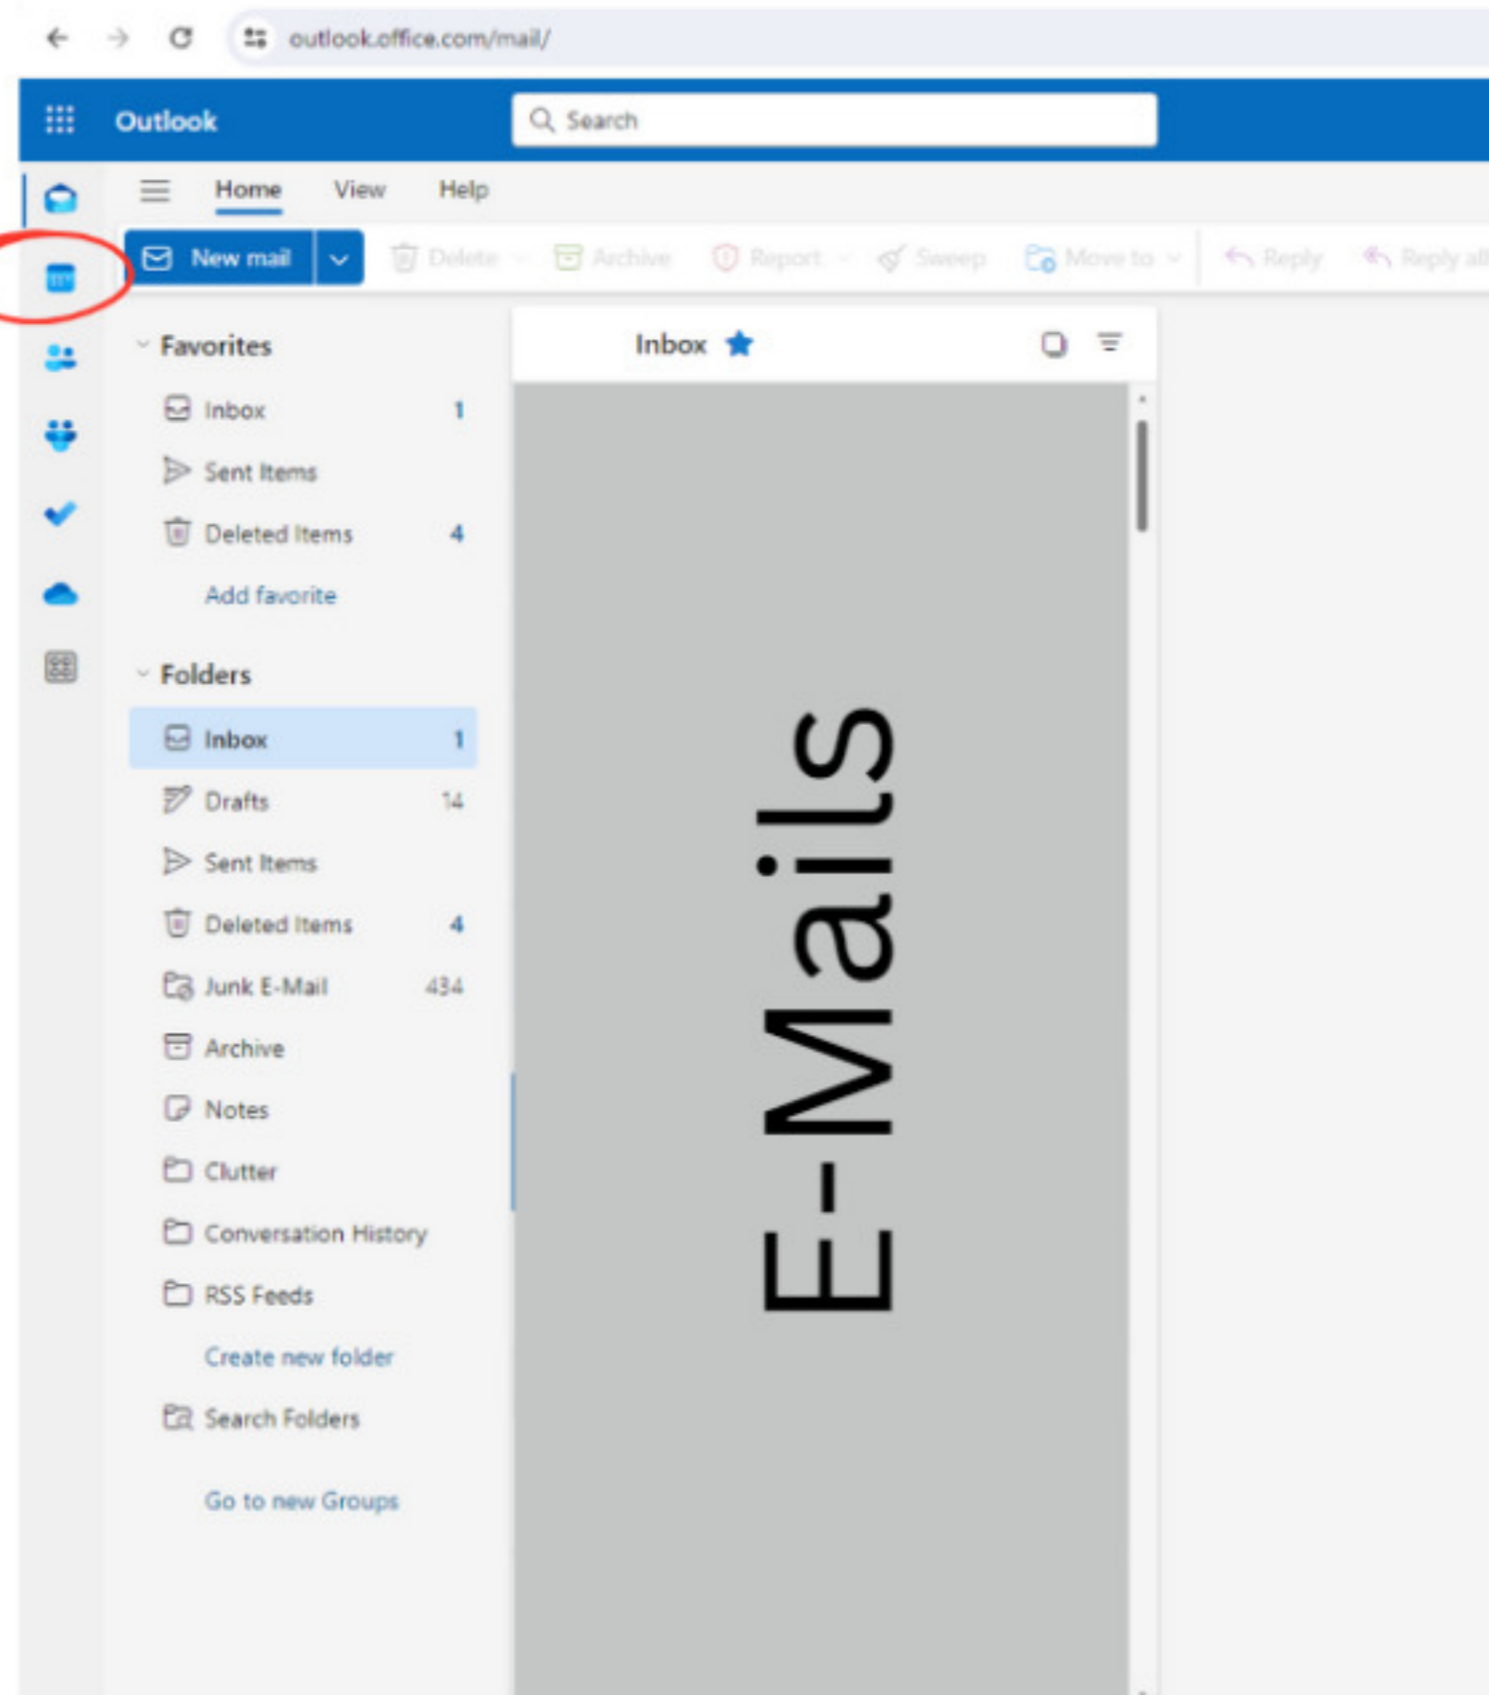 outlook.office.com/mail/
Outlook
Search
Home View Help
New mail Delete Archive Report Sweep Move to Reply Reply all
Favorites
Inbox 1
Sent Items
Deleted Items 4
Add favorite
Folders
Inbox 1
Drafts 14
Sent Items
Deleted Items 4
Junk E-Mail 434
Archive
Notes
Clutter
Conversation History
RSS Feeds
Create new folder
Search Folders
Go to new Groups
Inbox
E-Mails